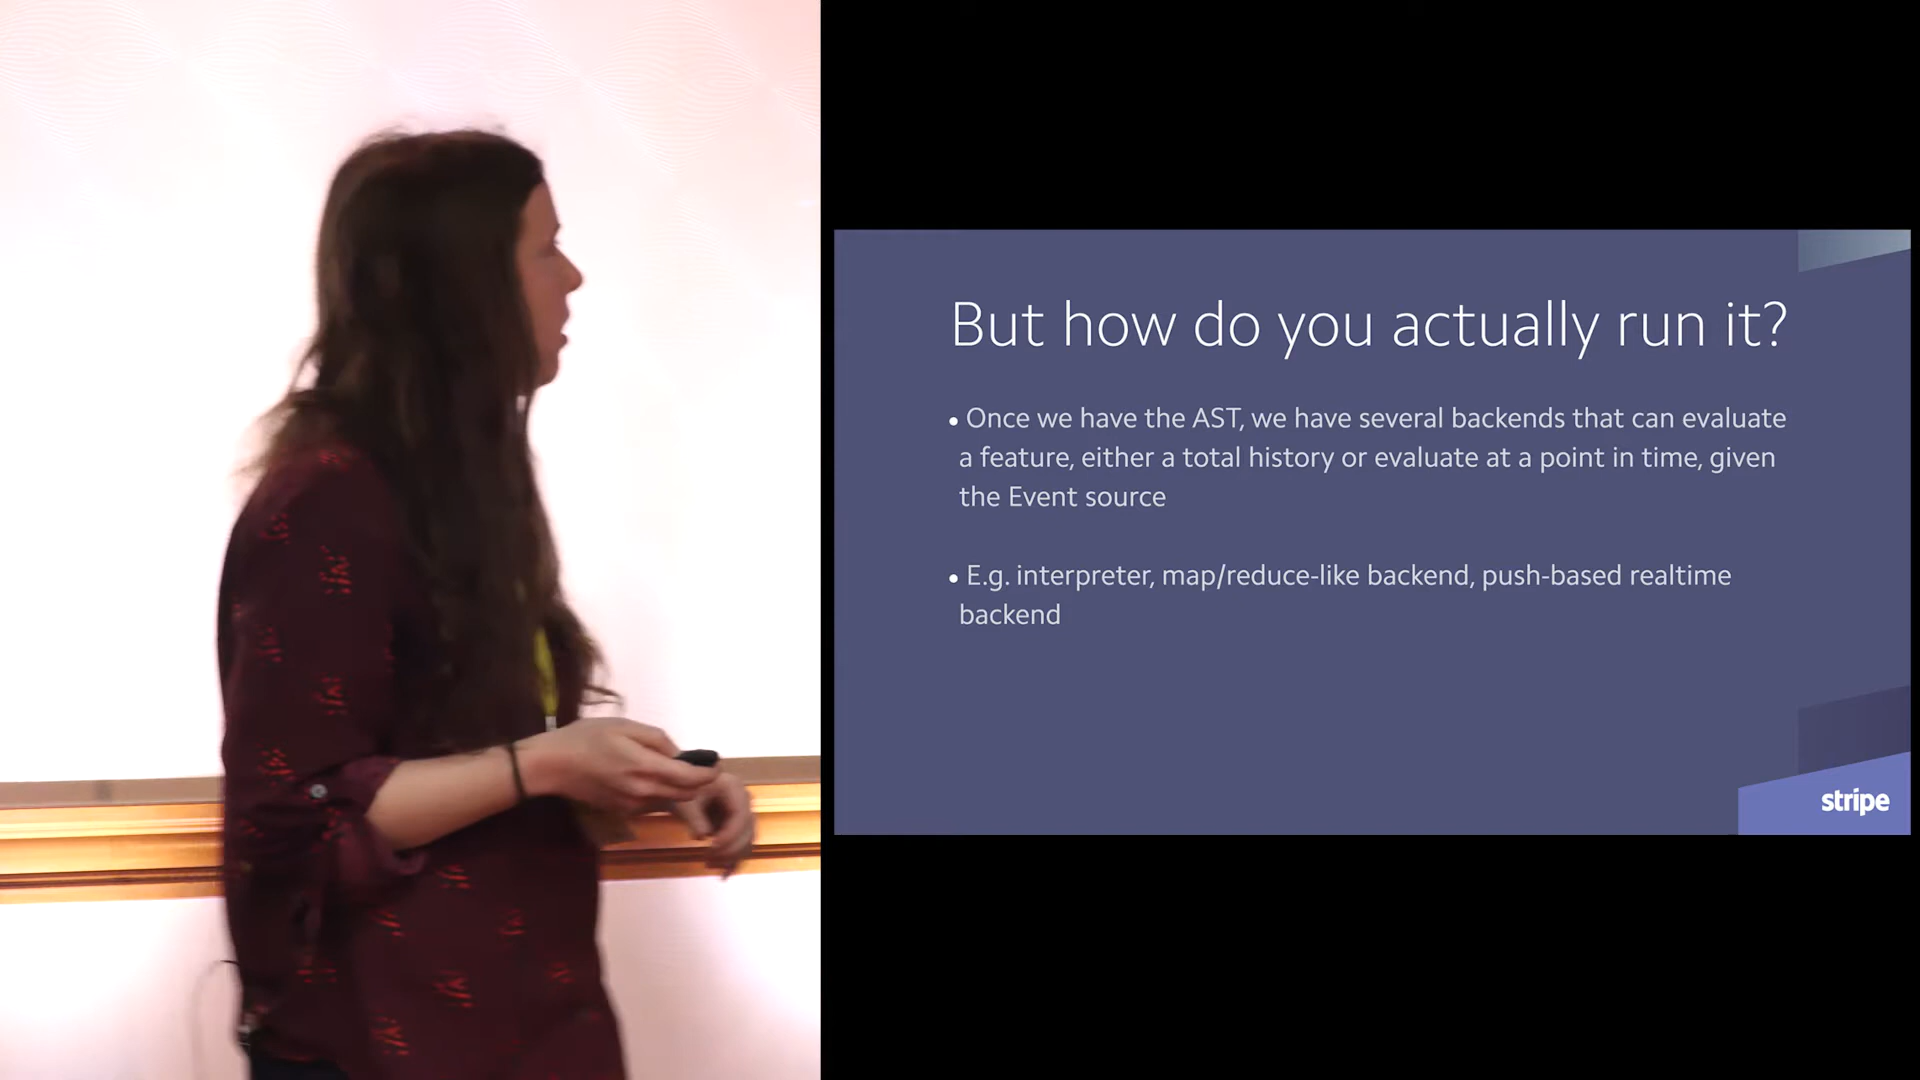 But how do you actually run it?
• Once we have the AST, we have several backends that can evaluate
a feature, either a total history or evaluate at a point in time, given
the Event source
• E.g. interpreter, map/reduce-like backend, push-based realtime
backend
stripe